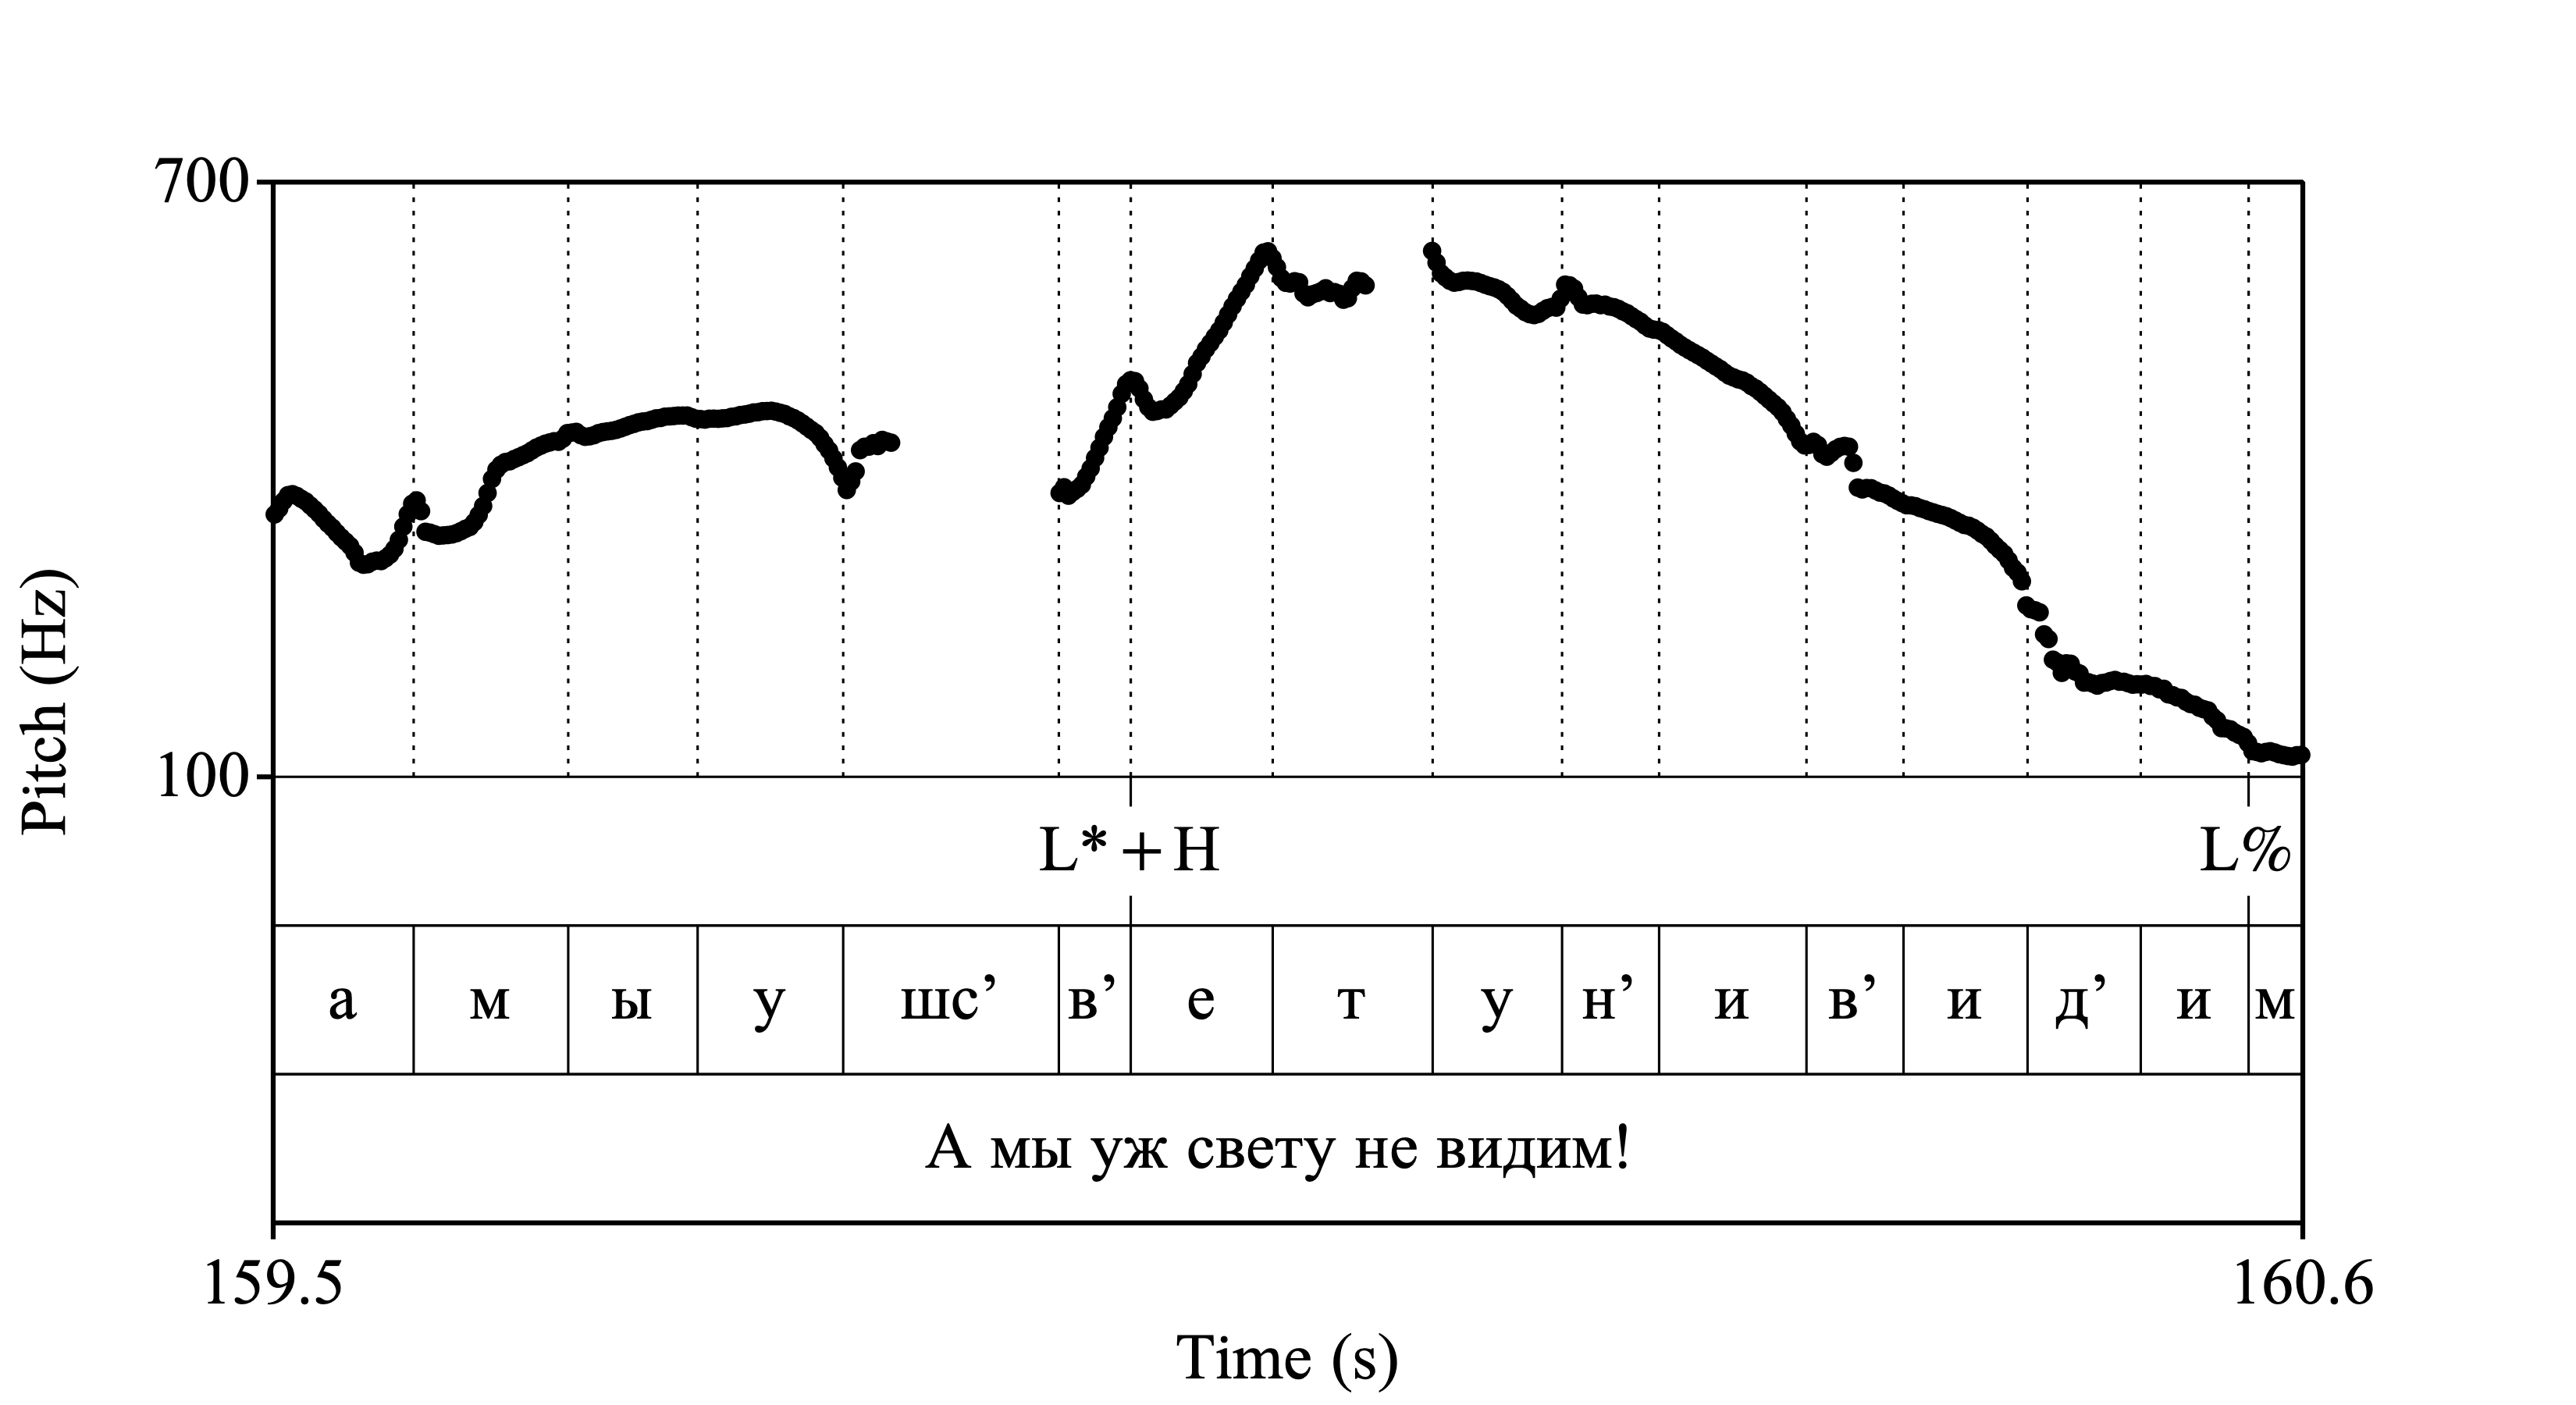 700
100
Pitch (Hz)
L*+H L%
а м ы у шс’ в’ е т у н’ и в’ и д’ и м
А мы уж свету не видим!
159.5 160.6
Time (s)